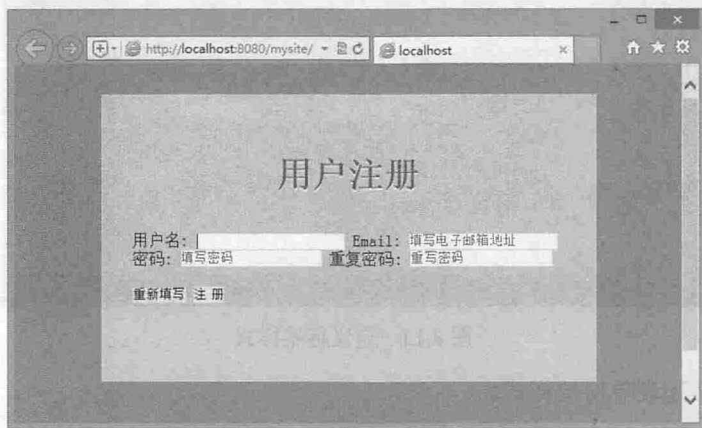 http://localhost:8080/mysite/
localhost
用户注册
用户名: Email: 填写电子邮箱地址
密码: 填写密码 重复密码: 重写密码
重新填写 注 册